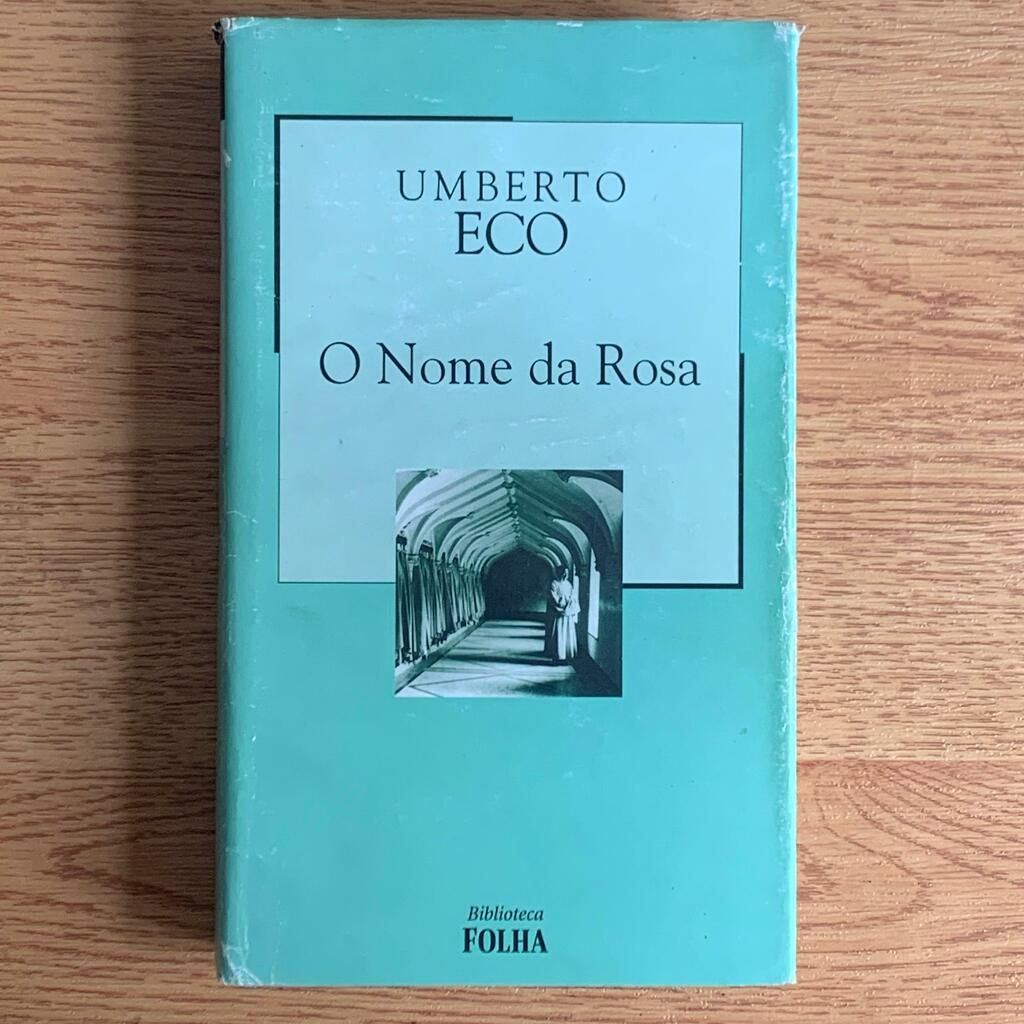 UMBERTO
ECO
O Nome da Rosa
Biblioteca
FOLHA